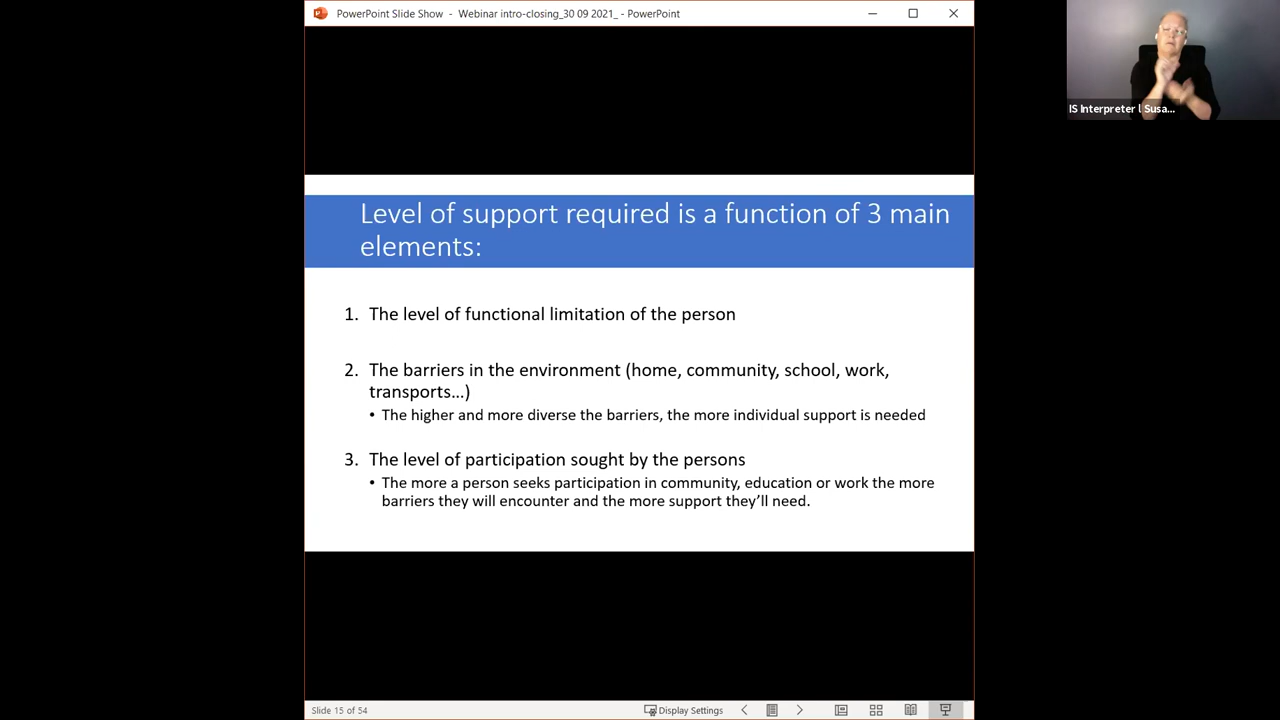 PowerPoint Slide Show - Webinar intro-closing_30 09 2021_ - PowerPoint
IS Interpreter l Susa...
Level of support required is a function of 3 main
elements:
1. The level of functional limitation of the person
2. The barriers in the environment (home, community, school, work,
transports...)
• The higher and more diverse the barriers, the more individual support is needed
3. The level of participation sought by the persons
• The more a person seeks participation in community, education or work the more
barriers they will encounter and the more support they'll need.
Slide 15 of 54
Display Settings